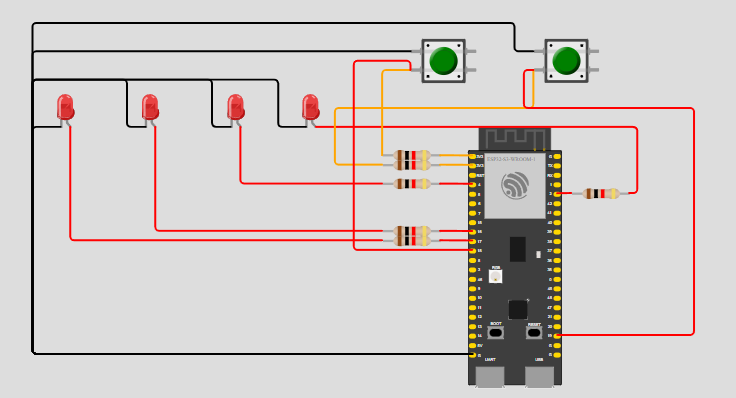 ESP32-S3-WROOM-1
3V3
3V3
RST
4
5
6
7
15
16
17
18
8
3
46
9
10
11
12
13
14
5V
G
G
TX
RX
1
2
42
41
40
39
38
37
36
35
0
45
48
47
21
20
19
G
G
RGB
BOOT
RESET
UART
USB